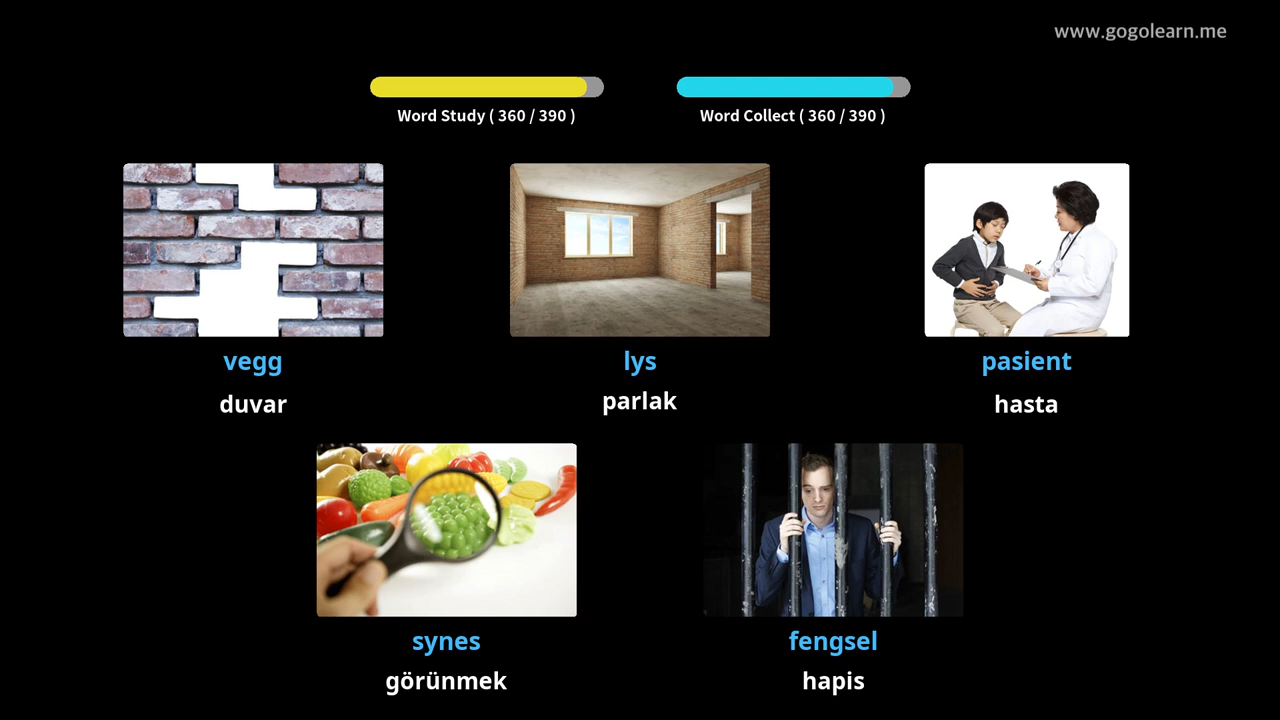 www.gogolearn.me
Word Study ( 360 / 390 )
Word Collect ( 360 / 390 )
vegg
duvar
lys
parlak
pasient
hasta
synes
görünmek
fengsel
hapis